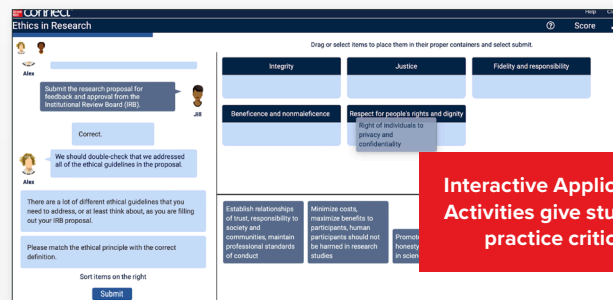 connect
Help
Ethics in Research
Score
Drag or select items to place them in their proper containers and select submit.
Alex
Submit the research proposal for
feedback and approval from the
Institutional Review Board (IRB).
Jill
Correct.
We should double-check that we addressed
all of the ethical guidelines in the proposal.
Alex
There are a lot of different ethical guidelines that you
need to address, or at least think about, as you are filling
out your IRB proposal.
Please match the ethical principle with the correct
definition.
Sort items on the right
Submit
Integrity
Justice
Fidelity and responsibility
Beneficence and nonmaleficence
Respect for people's rights and dignity
Right of individuals to
privacy and
confidentiality
Establish relationships
of trust, responsibility to
society and
communities, maintain
professional standards
of conduct
Minimize costs,
maximize benefits to
participants, human
participants should not
be harmed in research
studies
Promote
honesty
in scien
Interactive Applic
Activities give stu
practice critic